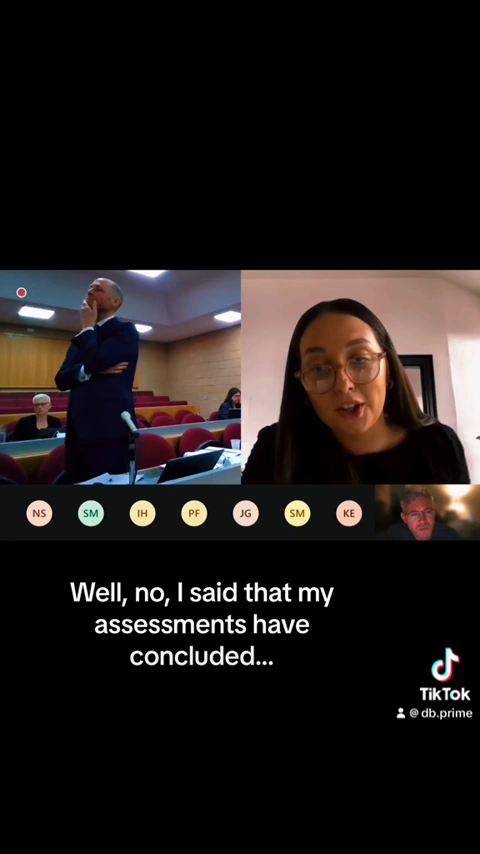 NS SM IH PF JG SM KE
Well, no, I said that my
assessments have
concluded...
TikTok
@ db.prime